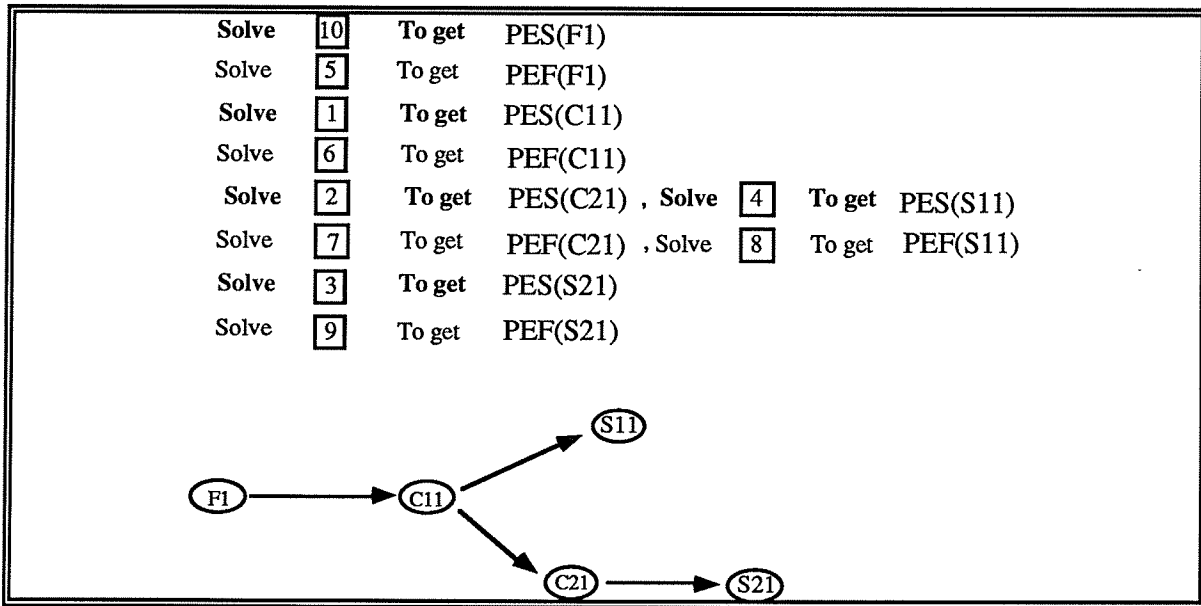 Solve 10 To get PES(F1)
Solve 5 To get PEF(F1)
Solve 1 To get PES(C11)
Solve 6 To get PEF(C11)
Solve 2 To get PES(C21) , Solve 4 To get PES(S11)
Solve 7 To get PEF(C21) , Solve 8 To get PEF(S11)
Solve 3 To get PES(S21)
Solve 9 To get PEF(S21)
S11
F1 C11
C21 S21